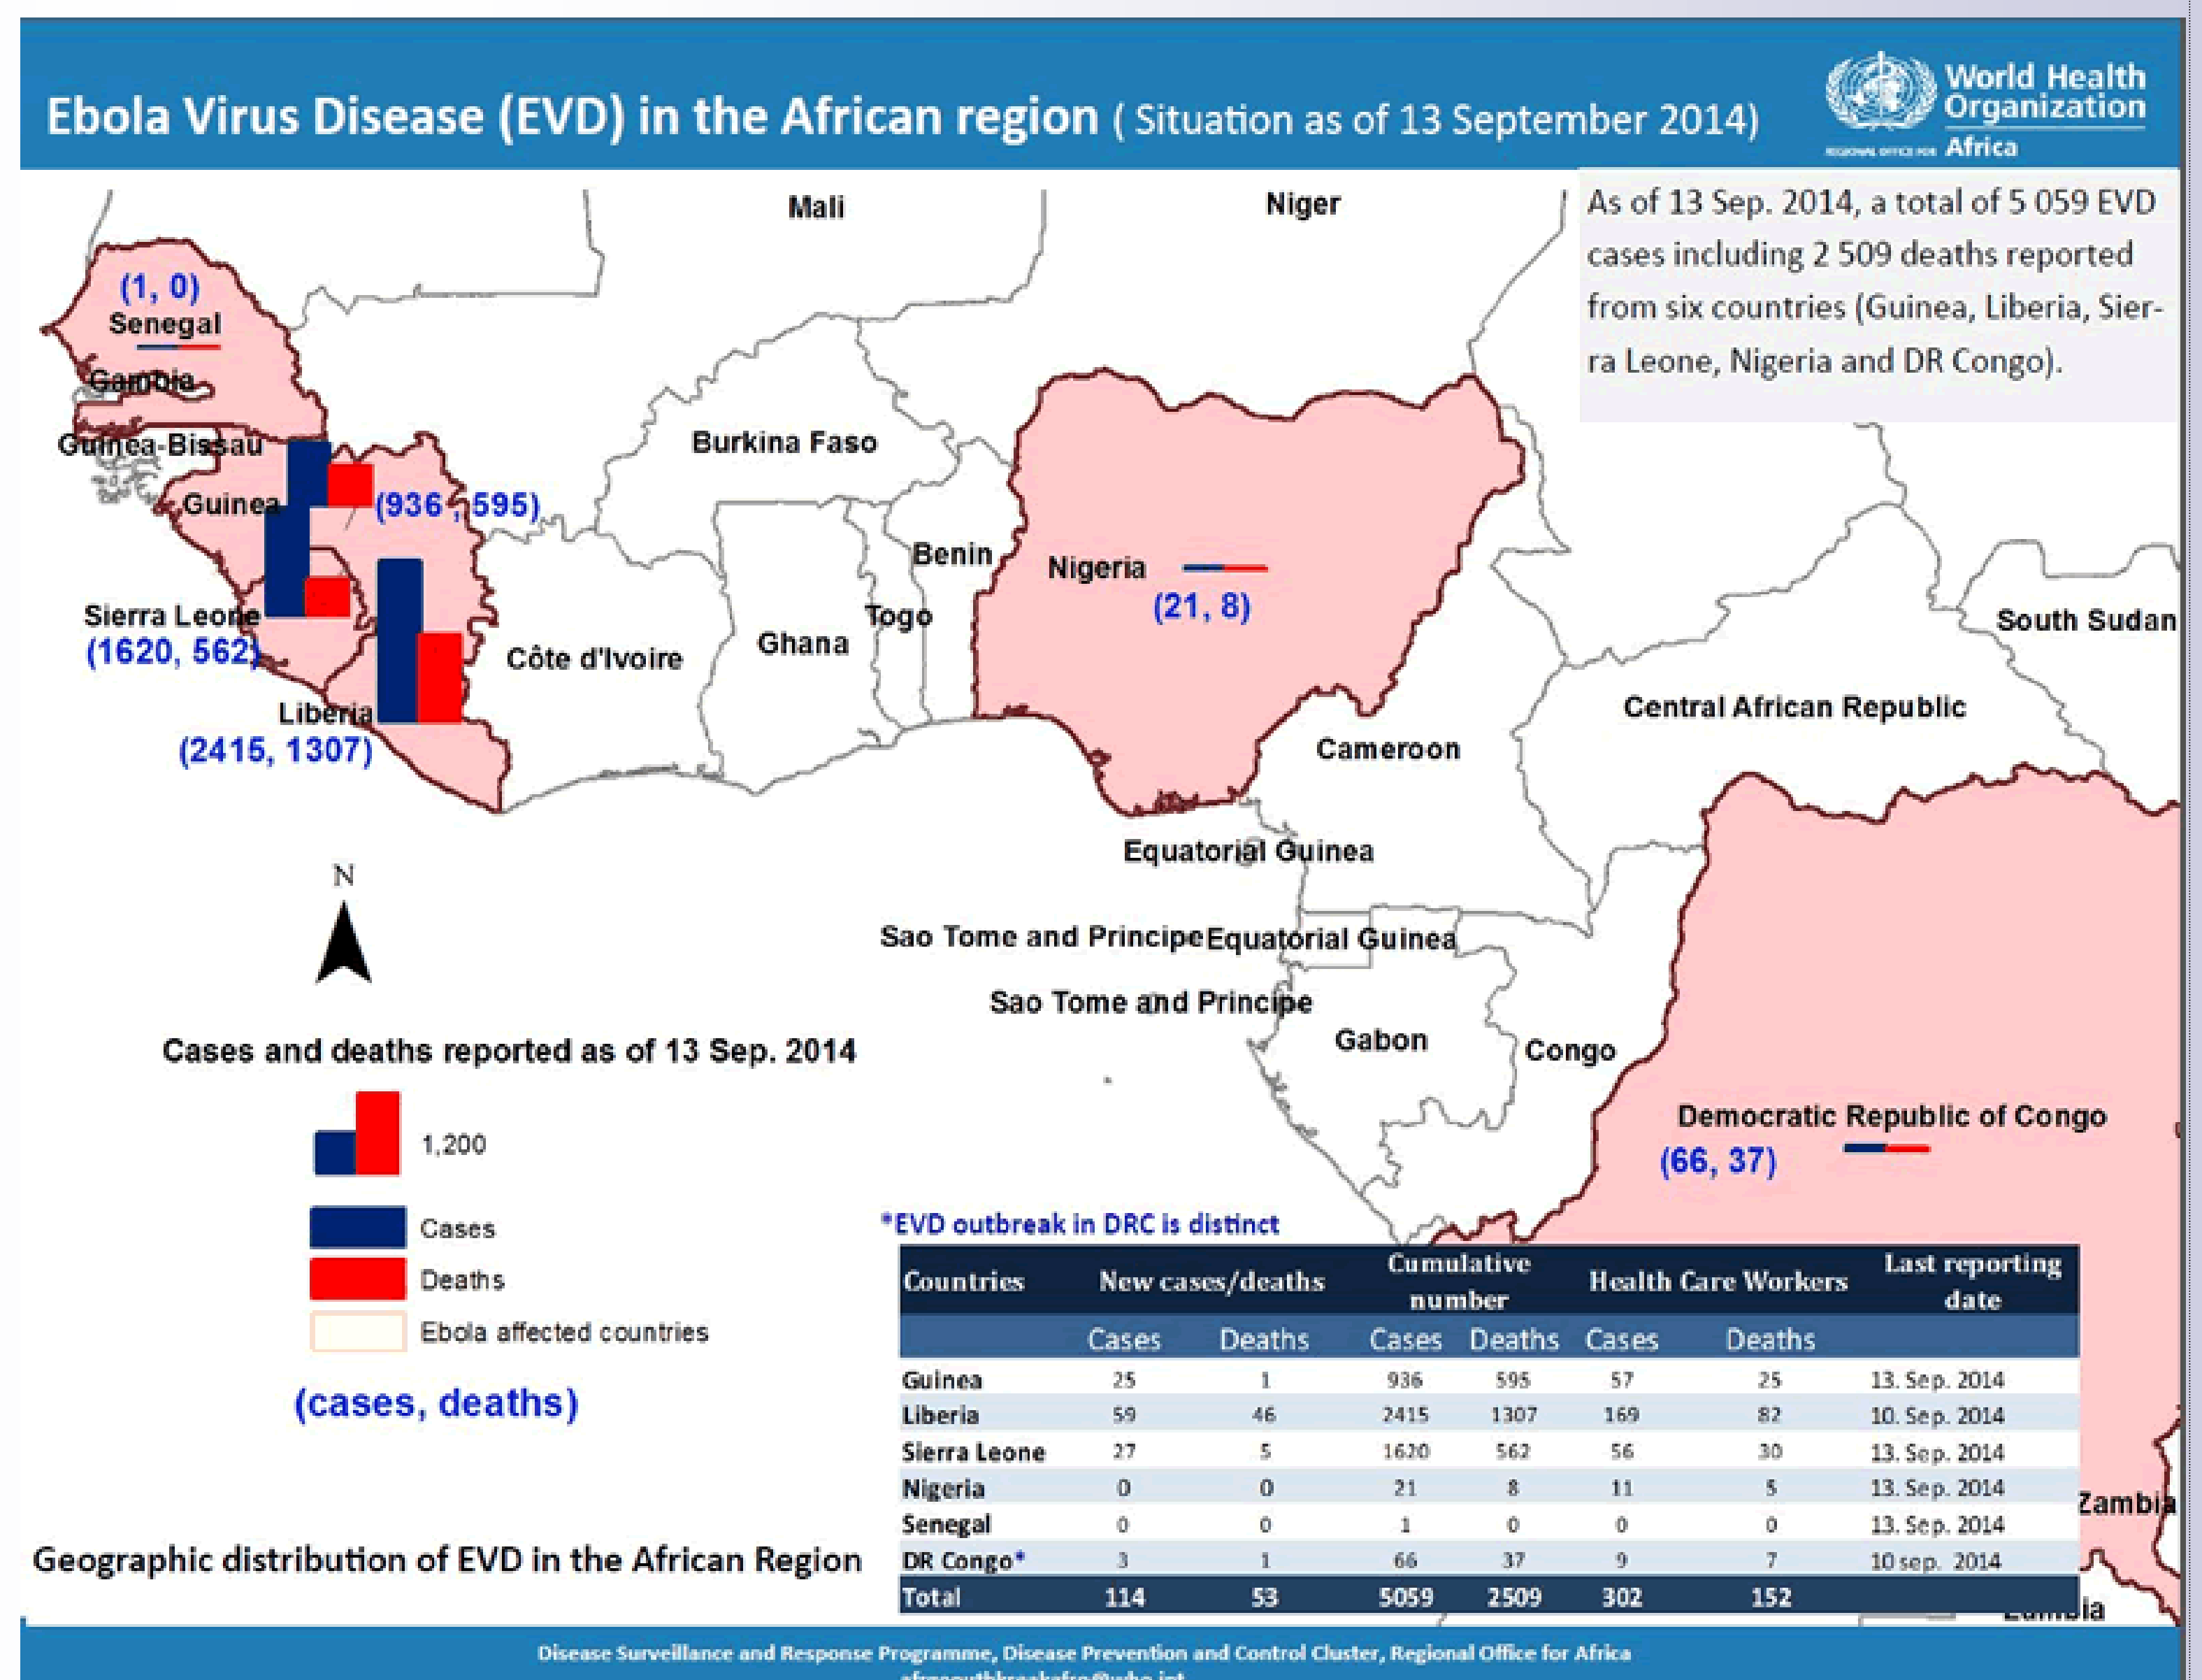 Ebola Virus Disease (EVD) in the African region ( Situation as of 13 September 2014)
World Health
Organization
REGIONAL OFFICE FOR Africa
As of 13 Sep. 2014, a total of 5 059 EVD
cases including 2 509 deaths reported
from six countries (Guinea, Liberia, Sier-
ra Leone, Nigeria and DR Congo).
Mali
Niger
(1, 0)
Senegal
Gambia
Guinea-Bissau
Burkina Faso
Guinea
(936 , 595)
Benin
Nigeria
(21, 8)
Togo
Sierra Leone
(1620, 562)
Ghana
Côte d'Ivoire
South Sudan
Liberia
(2415, 1307)
Central African Republic
Cameroon
Equatorial Guinea
N
Sao Tome and Principe
Equatorial Guinea
Sao Tome and Principe
Gabon
Congo
Democratic Republic of Congo
(66, 37)
Cases and deaths reported as of 13 Sep. 2014
1,200
Cases
Deaths
Ebola affected countries
(cases, deaths)
Geographic distribution of EVD in the African Region
*EVD outbreak in DRC is distinct
Countries New cases/deaths Cumulative number Health Care Workers Last reporting date
Cases Deaths Cases Deaths Cases Deaths
Guinea 25 1 936 595 57 25 13. Sep. 2014
Liberia 59 46 2415 1307 169 82 10. Sep. 2014
Sierra Leone 27 5 1620 562 56 30 13. Sep. 2014
Nigeria 0 0 21 8 11 5 13. Sep. 2014
Senegal 0 0 1 0 0 0 13. Sep. 2014
DR Congo* 3 1 66 37 9 7 10 sep. 2014
Total 114 53 5059 2509 302 152
Zambia
Disease Surveillance and Response Programme, Disease Prevention and Control Cluster, Regional Office for Africa